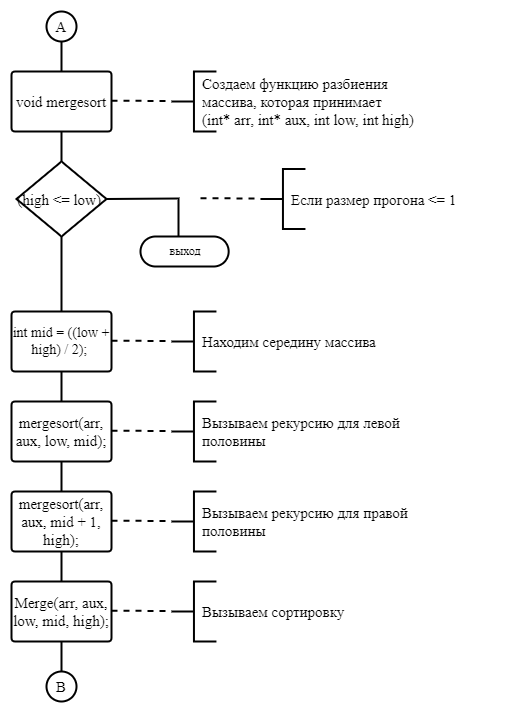 A
void mergesort
Создаем функцию разбиения
массива, которая принимает
(int* arr, int* aux, int low, int high)
(high <= low)
Если размер прогона <= 1
выход
int mid = ((low +
high) / 2);
Находим середину массива
mergesort(arr,
aux, low, mid);
Вызываем рекурсию для левой
половины
mergesort(arr,
aux, mid + 1,
high);
Вызываем рекурсию для правой
половины
Merge(arr, aux,
low, mid, high);
Вызываем сортировку
B